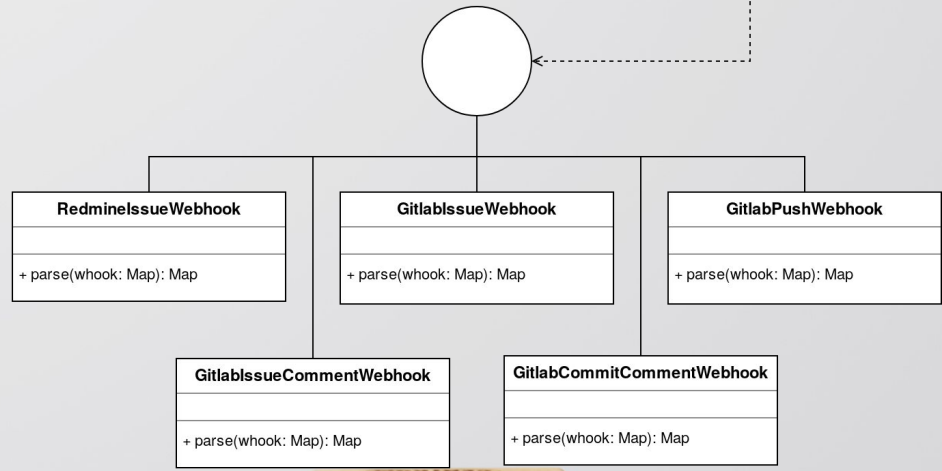 RedmineIssueWebhook
+ parse(whook: Map): Map
GitlabIssueWebhook
+ parse(whook: Map): Map
GitlabPushWebhook
+ parse(whook: Map): Map
GitlabIssueCommentWebhook
+ parse(whook: Map): Map
GitlabCommitCommentWebhook
+ parse(whook: Map): Map